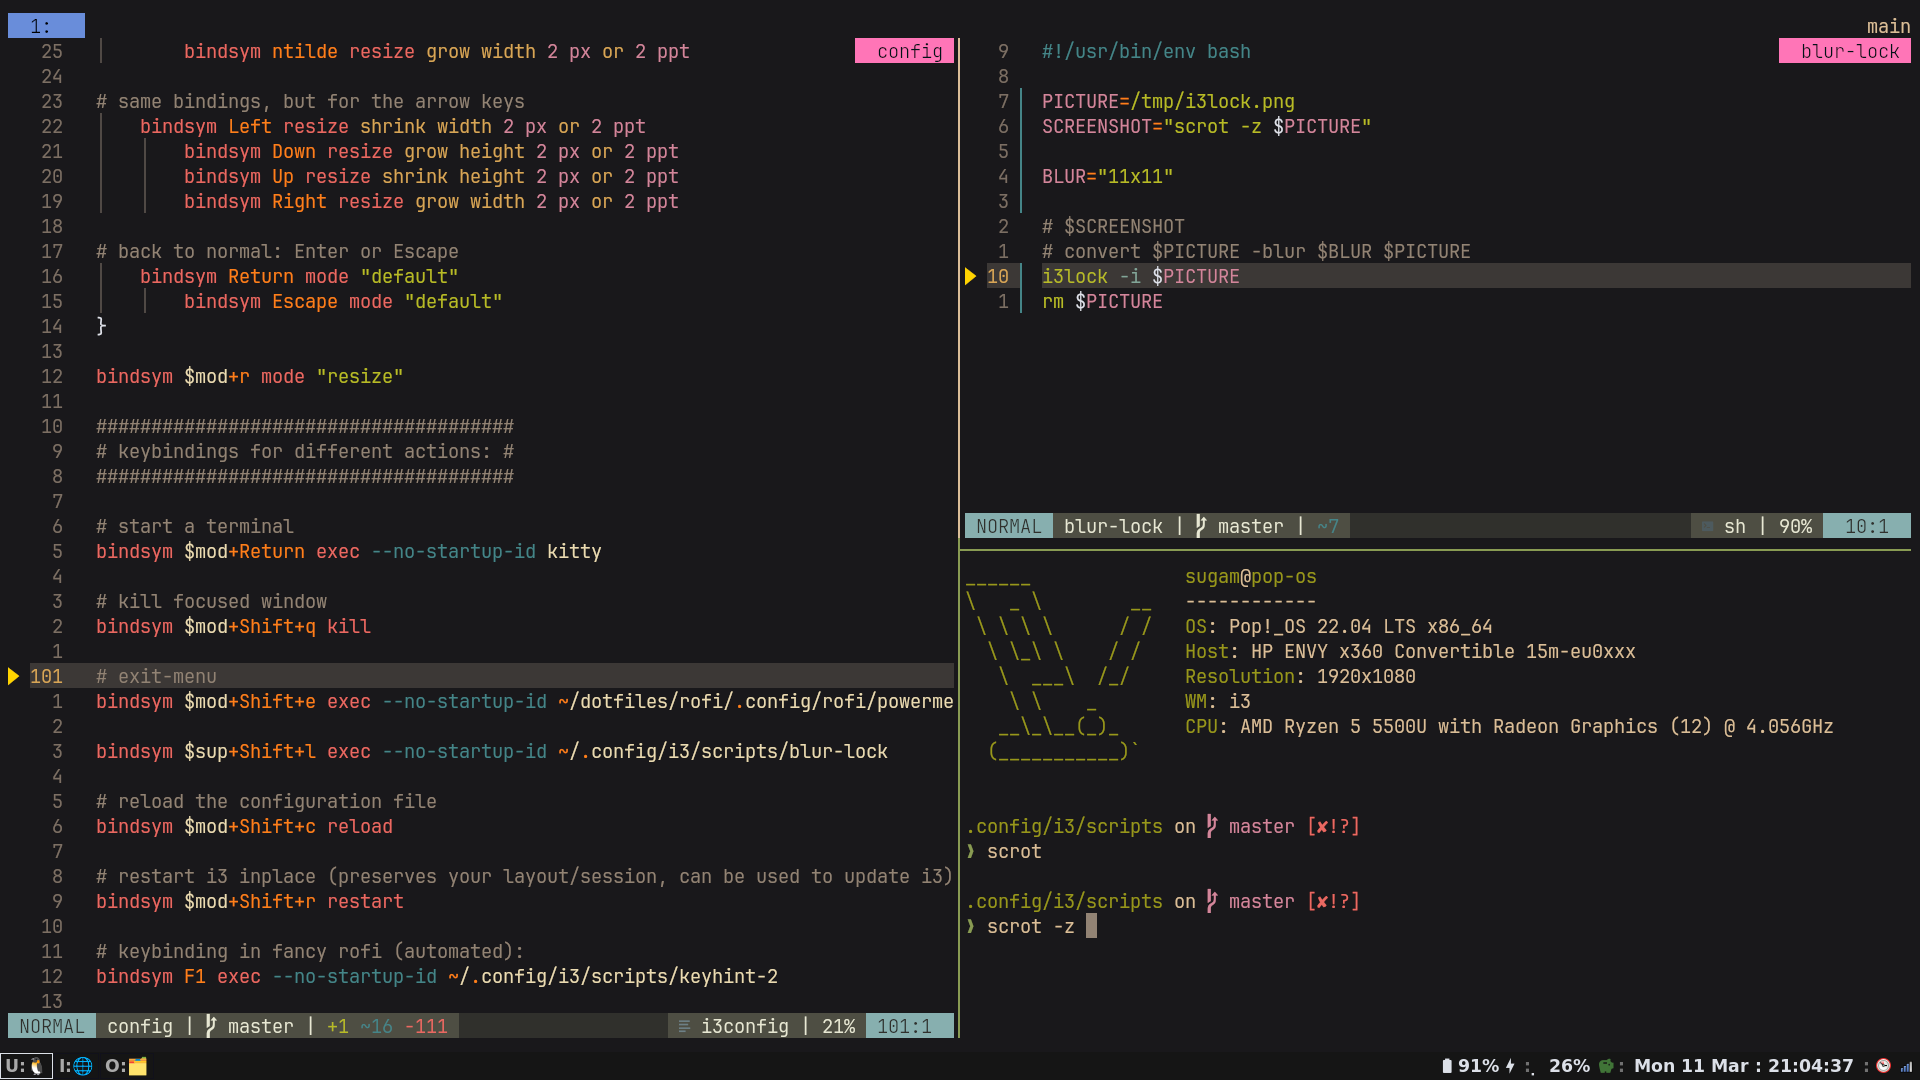 1:
main
25 bindsym ntilde resize grow width 2 px or 2 ppt
config
24
23 # same bindings, but for the arrow keys
22 bindsym Left resize shrink width 2 px or 2 ppt
21 bindsym Down resize grow height 2 px or 2 ppt
20 bindsym Up resize shrink height 2 px or 2 ppt
19 bindsym Right resize grow width 2 px or 2 ppt
18
17 # back to normal: Enter or Escape
16 bindsym Return mode "default"
15 bindsym Escape mode "default"
14 }
13
12 bindsym $mod+r mode "resize"
11
10 ######################################
9 # keybindings for different actions: #
8 ######################################
7
6 # start a terminal
5 bindsym $mod+Return exec --no-startup-id kitty
4
3 # kill focused window
2 bindsym $mod+Shift+q kill
1
101 # exit-menu
1 bindsym $mod+Shift+e exec --no-startup-id ~/dotfiles/rofi/.config/rofi/powerme
2
3 bindsym $sup+Shift+l exec --no-startup-id ~/.config/i3/scripts/blur-lock
4
5 # reload the configuration file
6 bindsym $mod+Shift+c reload
7
8 # restart i3 inplace (preserves your layout/session, can be used to update i3)
9 bindsym $mod+Shift+r restart
10
11 # keybinding in fancy rofi (automated):
12 bindsym F1 exec --no-startup-id ~/.config/i3/scripts/keyhint-2
13
NORMAL config | master | +1 ~16 -111 i3config | 21% 101:1
9 #!/usr/bin/env bash
blur-lock
8
7 PICTURE=/tmp/i3lock.png
6 SCREENSHOT="scrot -z $PICTURE"
5
4 BLUR="11x11"
3
2 # $SCREENSHOT
1 # convert $PICTURE -blur $BLUR $PICTURE
10 i3lock -i $PICTURE
1 rm $PICTURE
NORMAL blur-lock | master | ~7 sh | 90% 10:1
sugam@pop-os
------------
OS: Pop!_OS 22.04 LTS x86_64
Host: HP ENVY x360 Convertible 15m-eu0xxx
Resolution: 1920x1080
WM: i3
CPU: AMD Ryzen 5 5500U with Radeon Graphics (12) @ 4.056GHz
.config/i3/scripts on master [✘!?]
❱ scrot
.config/i3/scripts on master [✘!?]
❱ scrot -z
U: I: O: 91% : 26% : Mon 11 Mar : 21:04:37 :